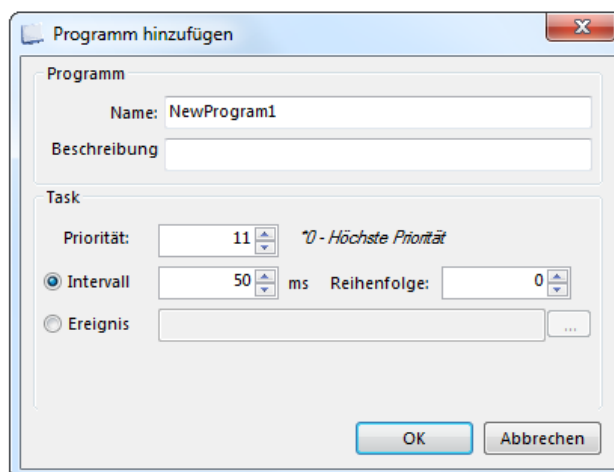 Programm hinzufügen
Programm
Name: NewProgram1
Beschreibung
Task
Priorität: 11 *0 - Höchste Priorität
Intervall 50 ms Reihenfolge: 0
Ereignis ...
OK Abbrechen